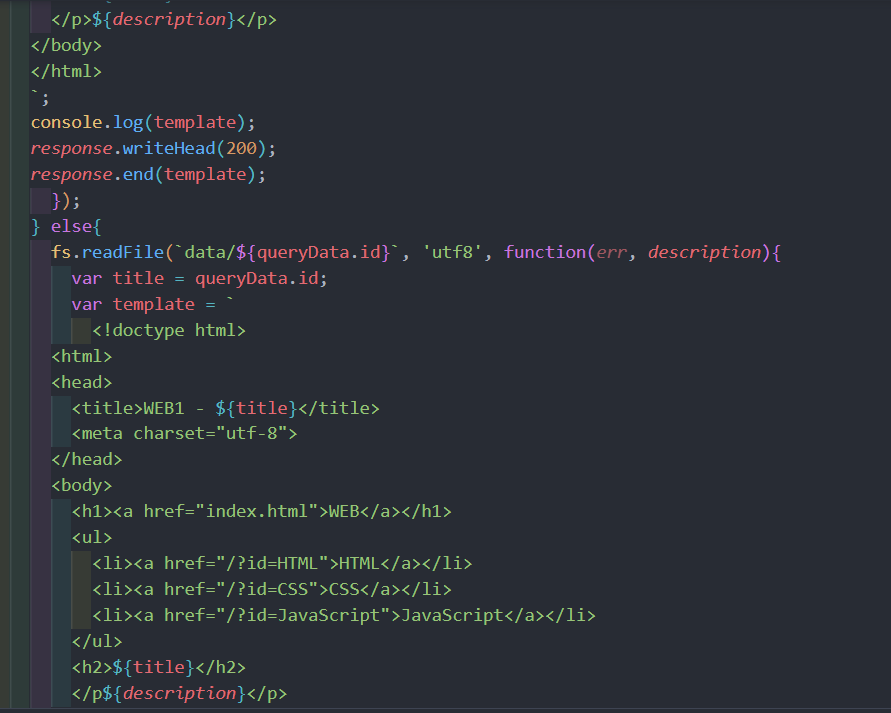 </p>${description}</p>
</body>
</html>
`;
console.log(template);
response.writeHead(200);
response.end(template);
});
} else{
fs.readFile(`data/${queryData.id}`, 'utf8', function(err, description){
var title = queryData.id;
var template = `
<!doctype html>
<html>
<head>
<title>WEB1 - ${title}</title>
<meta charset="utf-8">
</head>
<body>
<h1><a href="index.html">WEB</a></h1>
<ul>
<li><a href="/?id=HTML">HTML</a></li>
<li><a href="/?id=CSS">CSS</a></li>
<li><a href="/?id=JavaScript">JavaScript</a></li>
</ul>
<h2>${title}</h2>
</p${description}</p>